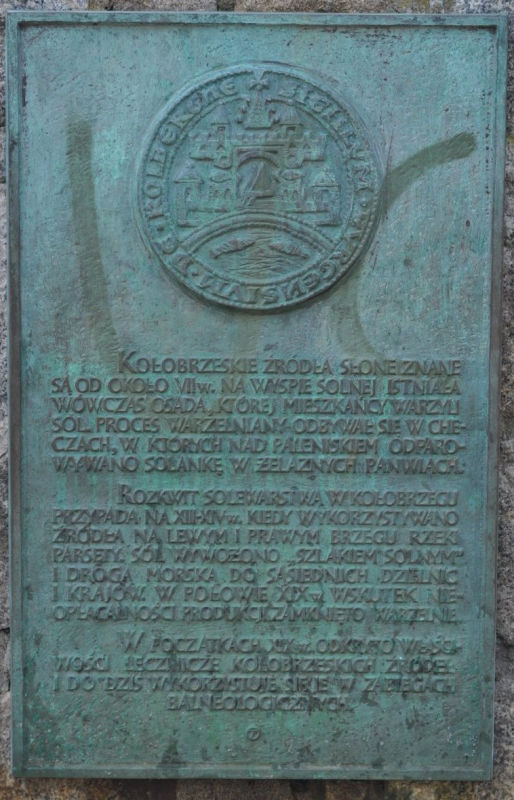 SIGILLVM
KOŁOBRZESKIE ŹRÓDŁA SŁONE ZNANE
SĄ OD OKOŁO VII W. NA WYSPIE SOLNEJ ISTNIAŁA
WÓWCZAS OSADA, KTÓREJ MIESZKAŃCY WARZYLI
SÓL. PROCES WARZELNIANY ODBYWAŁ SIĘ W CHE-
CZACH, W KTÓRYCH NAD PALENISKIEM ODPARO-
WYWANO SOLANKĘ W ŻELAZNYCH PANWIACH.
ROZKWIT SOLEWARSTWA W KOŁOBRZEGU
PRZYPADA NA XIII-XIV W. KIEDY WYKORZYSTYWANO
ŹRÓDŁA NA LEWYM I PRAWYM BRZEGU RZEKI
PARSĘTY. SÓL WYWOŻONO „SZLAKIEM SOLNYM"
I DROGĄ MORSKĄ DO SĄSIEDNICH DZIELNIC
I KRAJÓW. W POŁOWIE XIX W. WSKUTEK NIE-
OPŁACALNOŚCI PRODUKCJI ZAMKNIĘTO WARZELNIE.
W POCZĄTKACH XIX W. ODKRYTO WŁAŚCI-
WOŚCI LECZNICZE KOŁOBRZESKICH ŹRÓDEŁ
I DO DZIŚ WYKORZYSTUJE SIĘ JE W ZABIEGACH
BALNEOLOGICZNYCH.